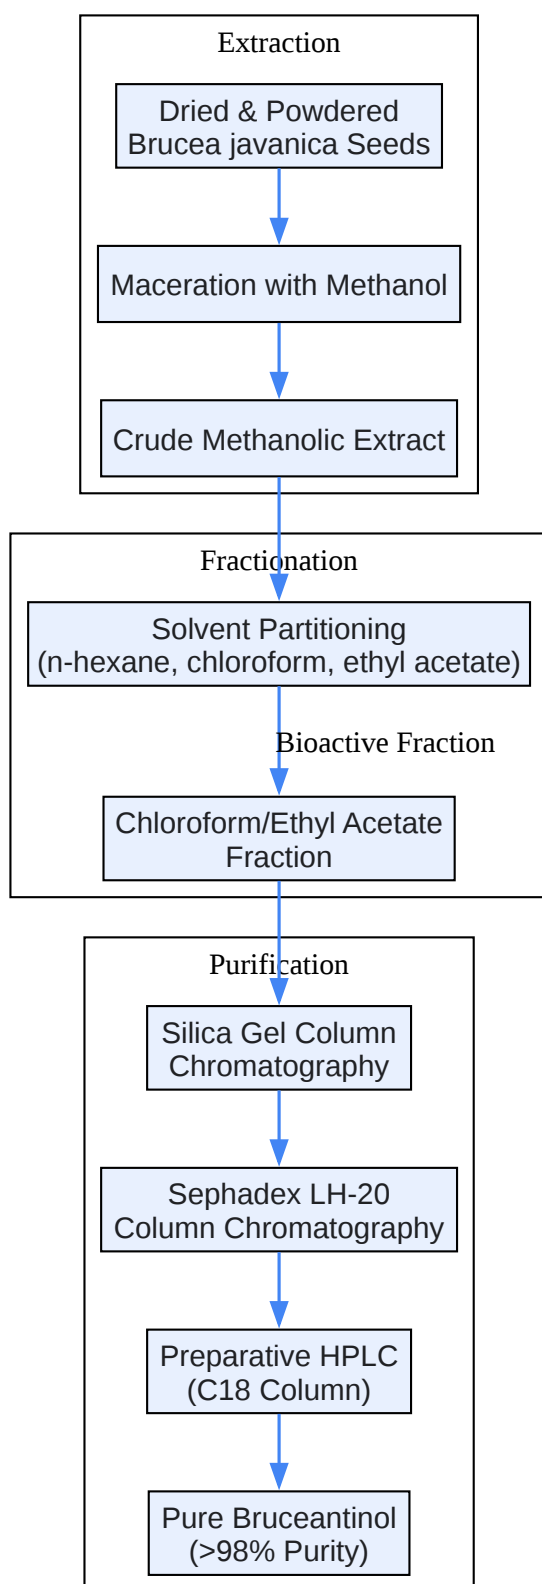 Extraction
Dried & Powdered
Brucea javanica Seeds
Maceration with Methanol
Crude Methanolic Extract
Fractionation
Solvent Partitioning
(n-hexane, chloroform, ethyl acetate)
Bioactive Fraction
Chloroform/Ethyl Acetate
Fraction
Purification
Silica Gel Column
Chromatography
Sephadex LH-20
Column Chromatography
Preparative HPLC
(C18 Column)
Pure Bruceantinol
(>98% Purity)